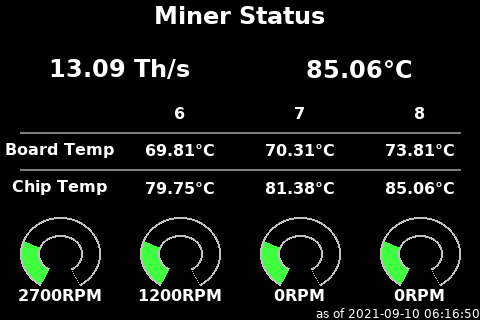 Miner Status
13.09 Th/s 85.06°C
6 7 8
Board Temp 69.81°C 70.31°C 73.81°C
Chip Temp 79.75°C 81.38°C 85.06°C
2700RPM 1200RPM 0RPM 0RPM
as of 2021-09-10 06:16:50